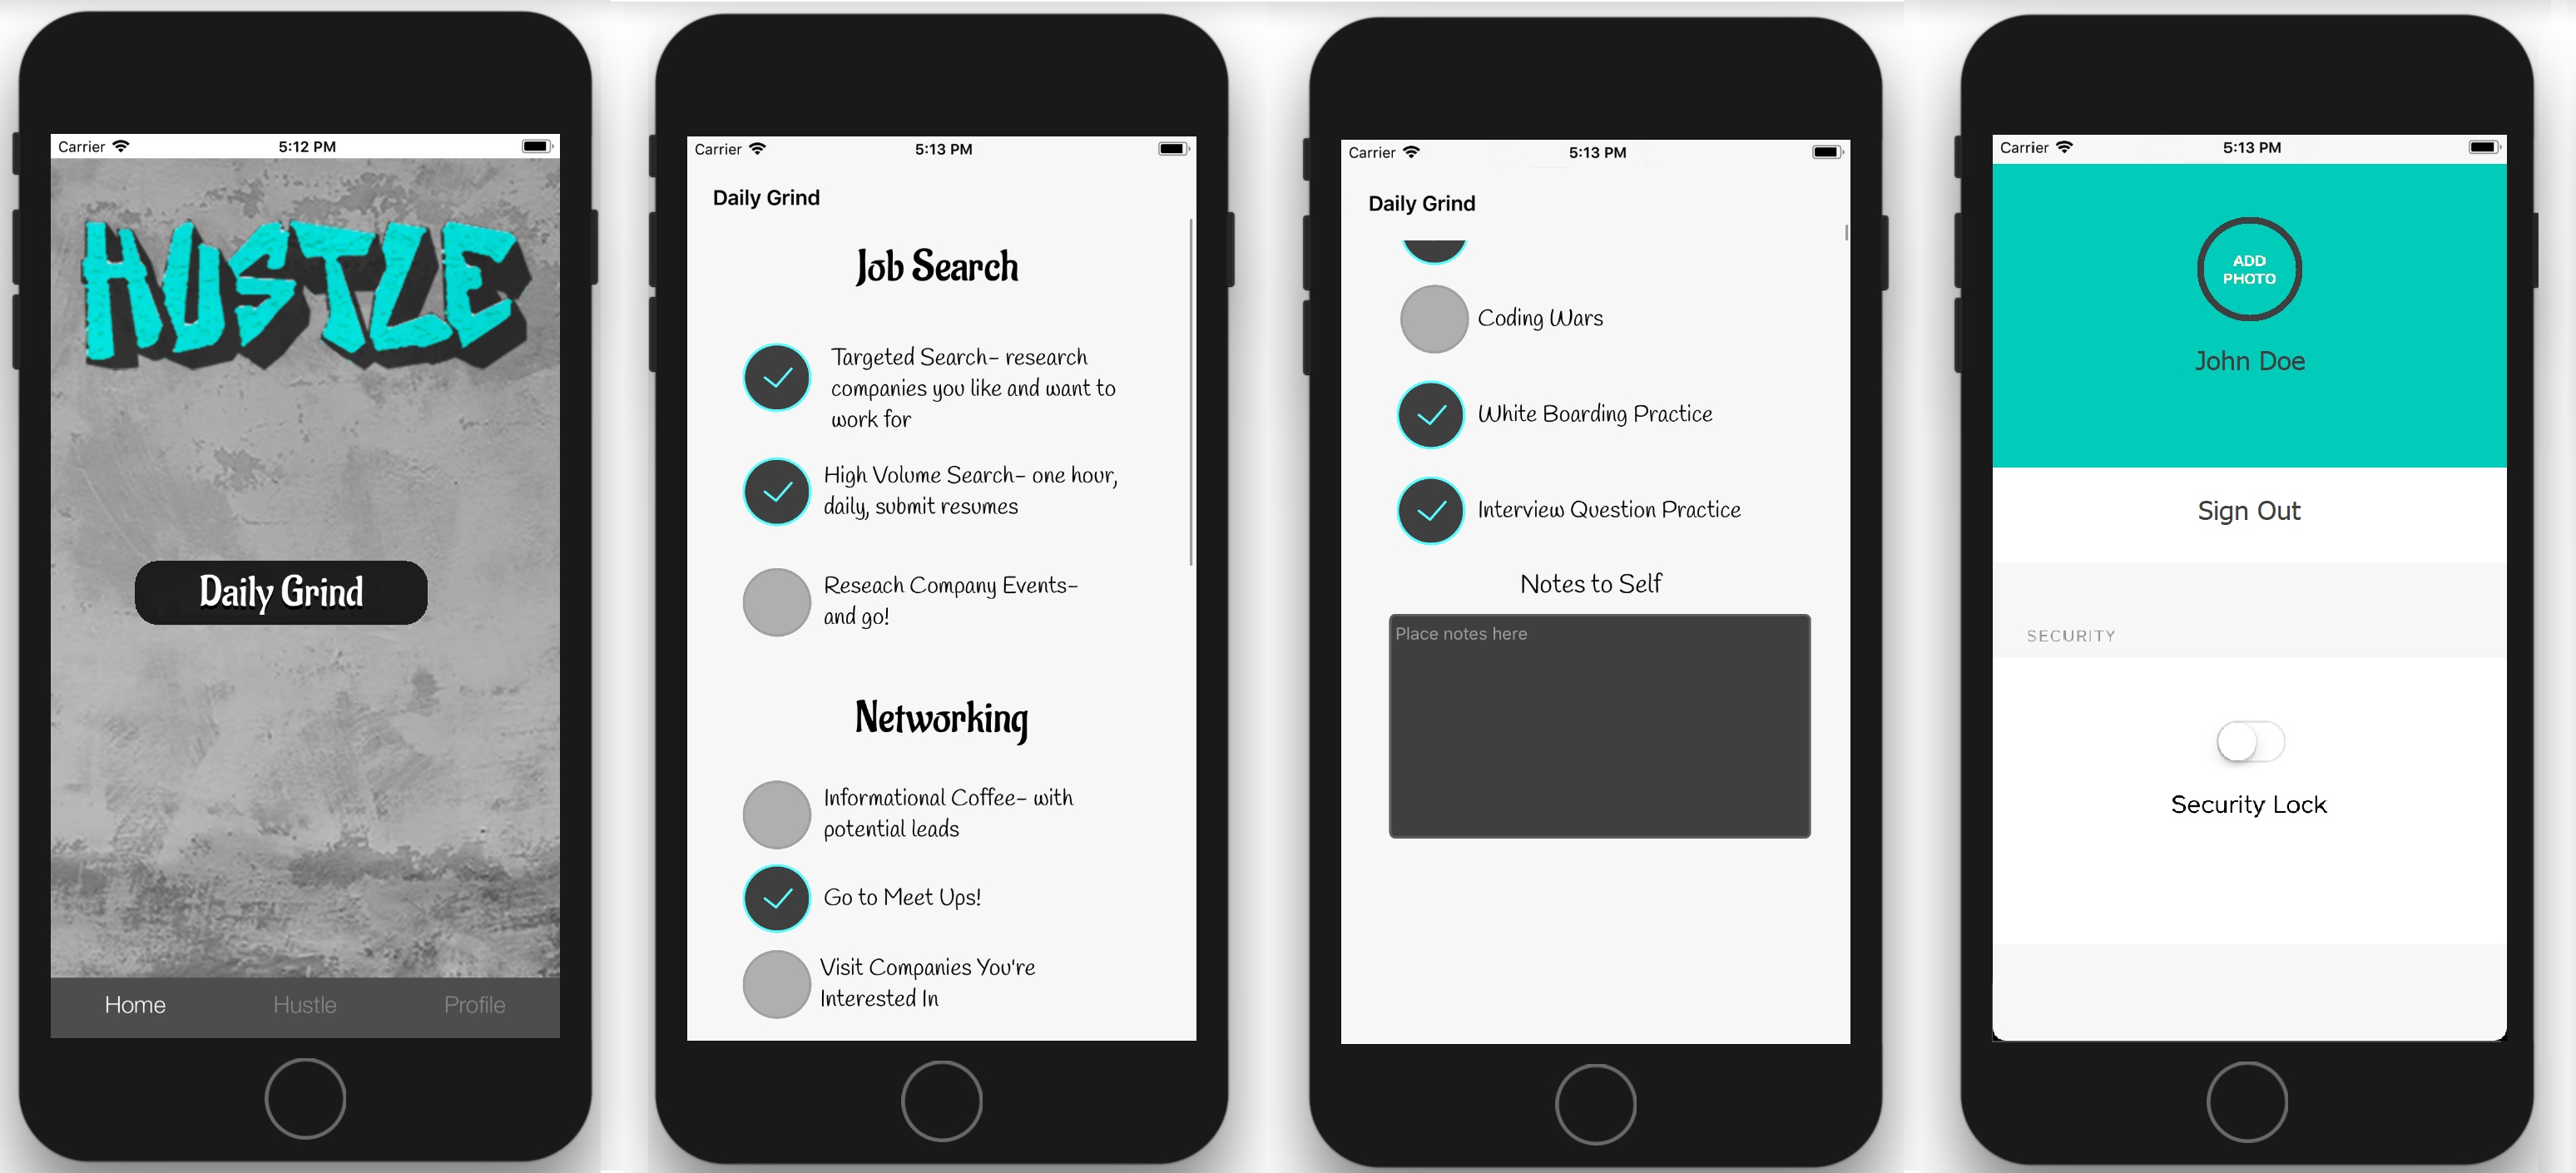 Carrier 5:12 PM
HUSTLE
Daily Grind
Home Hustle Profile
Carrier 5:13 PM
Daily Grind
Job Search
Targeted Search- research
companies you like and want to
work for
High Volume Search- one hour,
daily, submit resumes
Reseach Company Events-
and go!
Networking
Informational Coffee- with
potential leads
Go to Meet Ups!
Visit Companies You're
Interested In
Carrier 5:13 PM
Daily Grind
Coding Wars
White Boarding Practice
Interview Question Practice
Notes to Self
Place notes here
Carrier 5:13 PM
ADD
PHOTO
John Doe
Sign Out
SECURITY
Security Lock